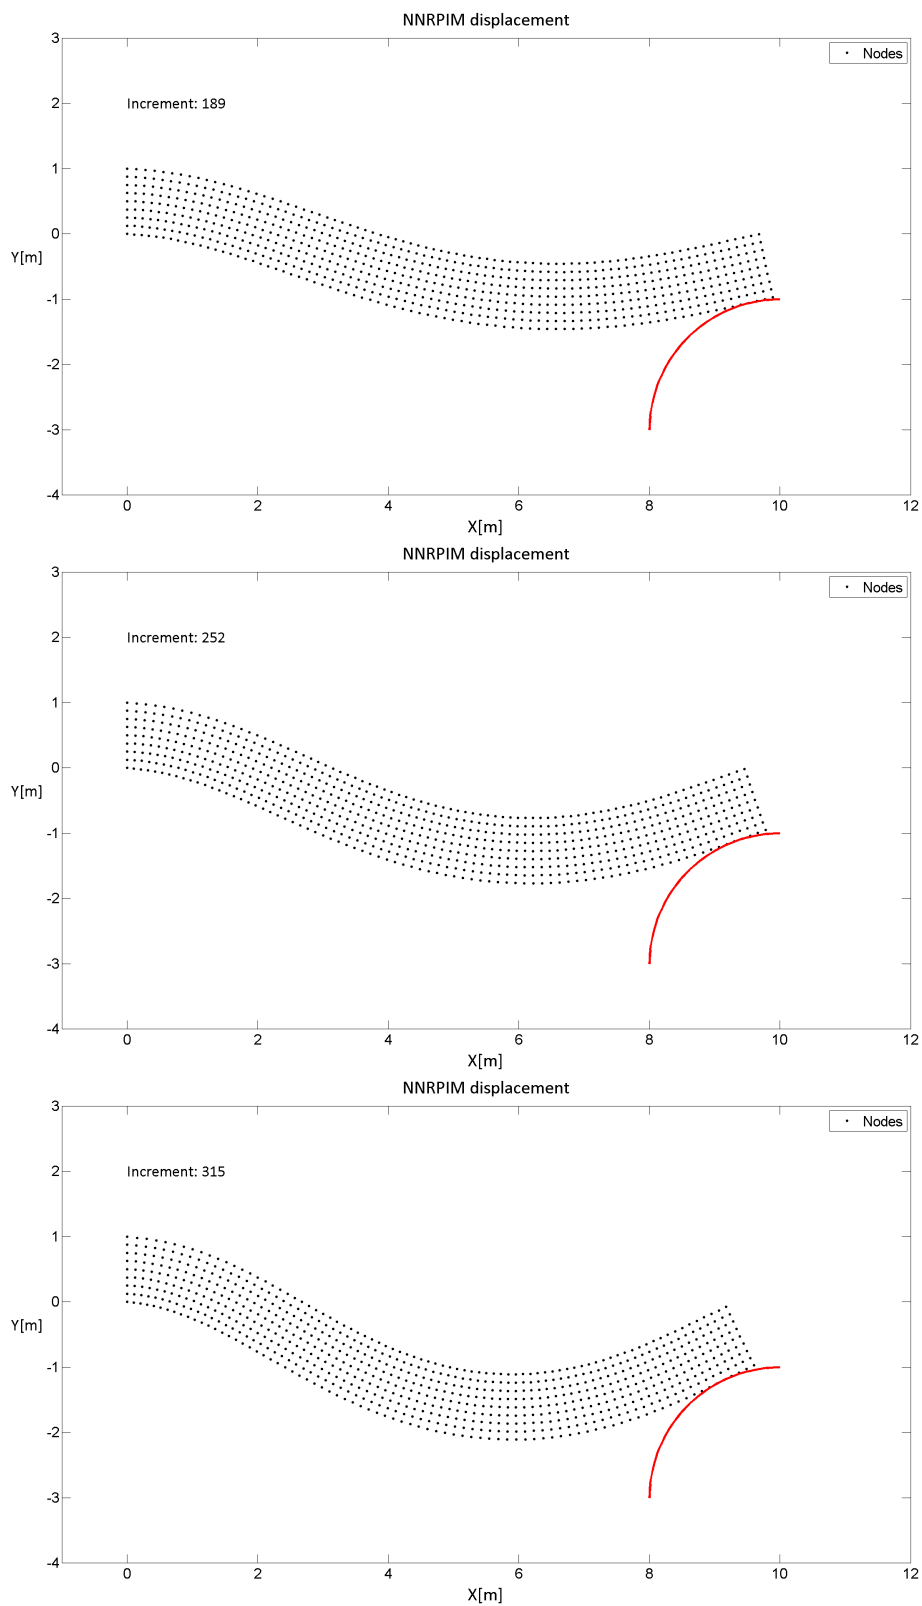 NNRPIM displacement
3
Nodes
2
Increment: 189
1
0
Y[m]
-1
-2
-3
-4
0 2 4 6 8 10 12
X[m]
NNRPIM displacement
3
Nodes
2
Increment: 252
1
0
Y[m]
-1
-2
-3
-4
0 2 4 6 8 10 12
X[m]
NNRPIM displacement
3
Nodes
2
Increment: 315
1
0
Y[m]
-1
-2
-3
-4
0 2 4 6 8 10 12
X[m]